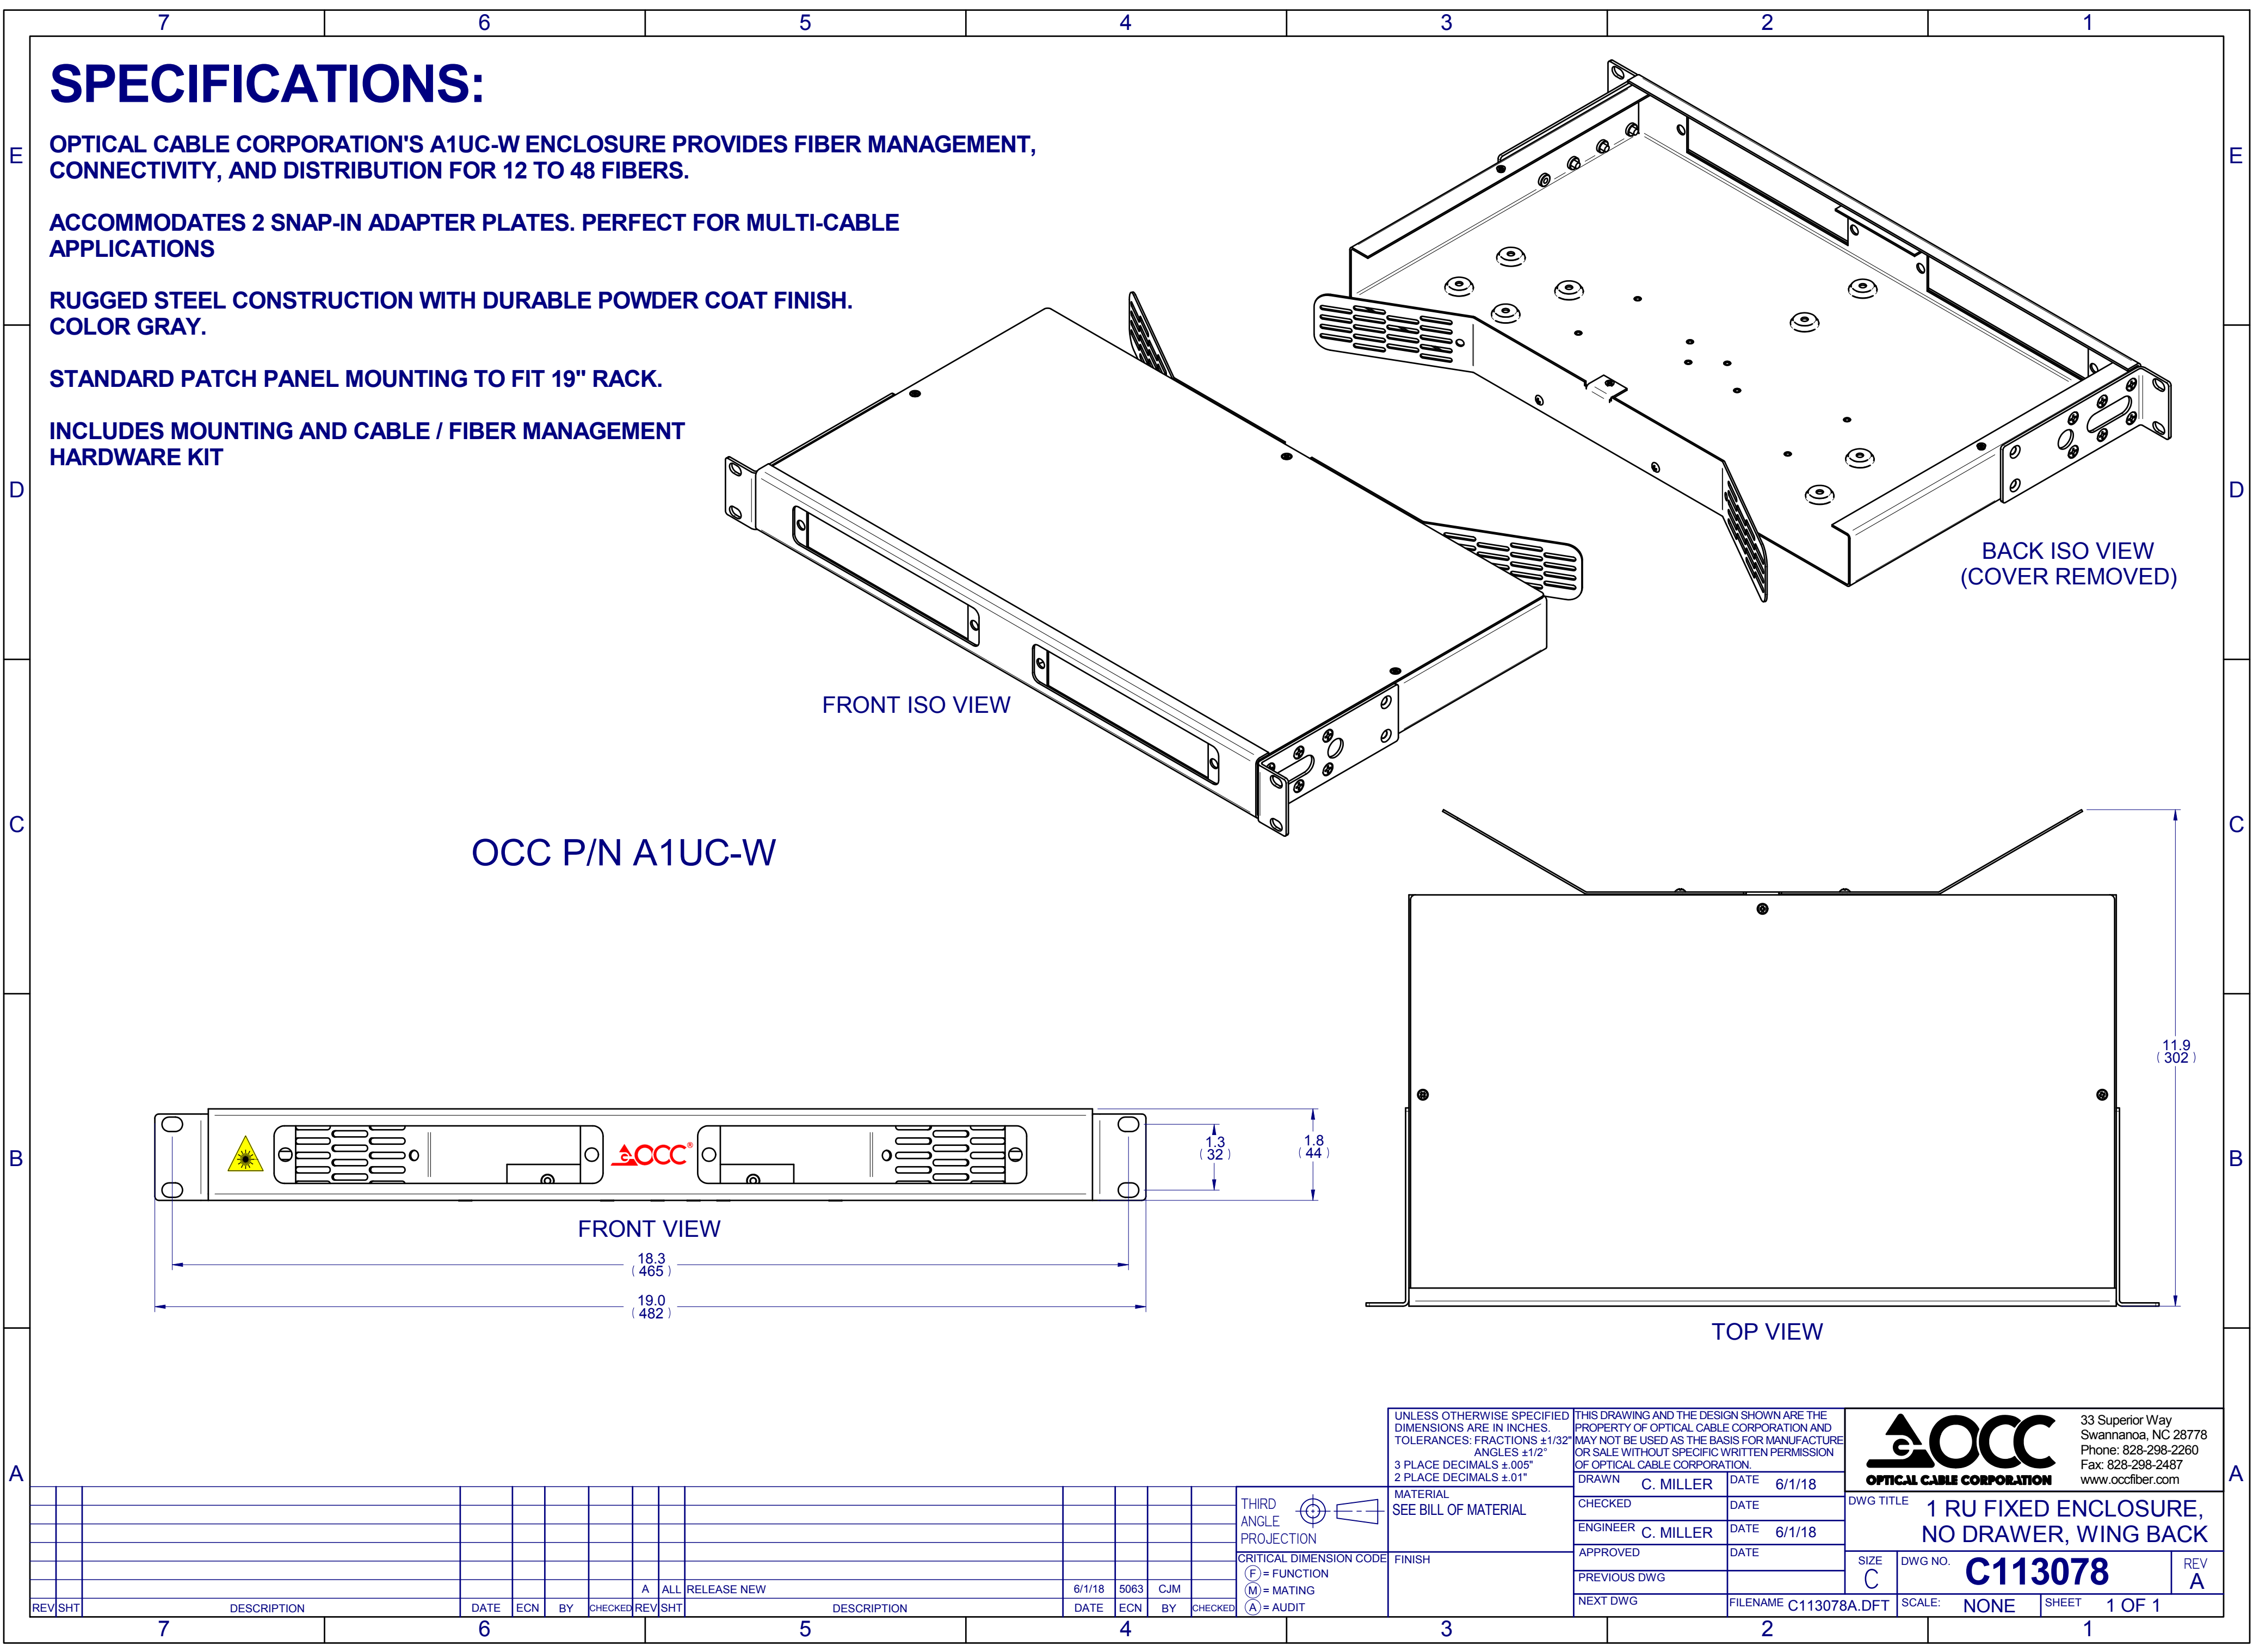 7 6 5 4 3 2 1
SPECIFICATIONS:
OPTICAL CABLE CORPORATION'S A1UC-W ENCLOSURE PROVIDES FIBER MANAGEMENT,
CONNECTIVITY, AND DISTRIBUTION FOR 12 TO 48 FIBERS.
ACCOMMODATES 2 SNAP-IN ADAPTER PLATES. PERFECT FOR MULTI-CABLE
APPLICATIONS
RUGGED STEEL CONSTRUCTION WITH DURABLE POWDER COAT FINISH.
COLOR GRAY.
STANDARD PATCH PANEL MOUNTING TO FIT 19" RACK.
INCLUDES MOUNTING AND CABLE / FIBER MANAGEMENT
HARDWARE KIT
E E
D D
C C
B B
A A
BACK ISO VIEW
(COVER REMOVED)
FRONT ISO VIEW
OCC P/N A1UC-W
11.9
( 302 )
OCC®
1.3
( 32 )
1.8
( 44 )
FRONT VIEW
18.3
( 465 )
19.0
( 482 )
TOP VIEW
UNLESS OTHERWISE SPECIFIED
DIMENSIONS ARE IN INCHES.
TOLERANCES: FRACTIONS ±1/32"
ANGLES ±1/2°
3 PLACE DECIMALS ±.005"
2 PLACE DECIMALS ±.01"
THIS DRAWING AND THE DESIGN SHOWN ARE THE
PROPERTY OF OPTICAL CABLE CORPORATION AND
MAY NOT BE USED AS THE BASIS FOR MANUFACTURE
OR SALE WITHOUT SPECIFIC WRITTEN PERMISSION
OF OPTICAL CABLE CORPORATION.
OCC
OPTICAL CABLE CORPORATION
33 Superior Way
Swannanoa, NC 28778
Phone: 828-298-2260
Fax: 828-298-2487
www.occfiber.com
THIRD
ANGLE
PROJECTION
MATERIAL
SEE BILL OF MATERIAL
DRAWN C. MILLER DATE 6/1/18
CHECKED DATE
ENGINEER C. MILLER DATE 6/1/18
APPROVED DATE
PREVIOUS DWG
NEXT DWG
FILENAME C113078A.DFT
DWG TITLE 1 RU FIXED ENCLOSURE,
NO DRAWER, WING BACK
SIZE C
DWG NO. C113078
REV A
SCALE: NONE
SHEET 1 OF 1
CRITICAL DIMENSION CODE
F = FUNCTION
M = MATING
A = AUDIT
FINISH
A ALL RELEASE NEW 6/1/18 5063 CJM
REV SHT DESCRIPTION DATE ECN BY CHECKED REV SHT DESCRIPTION DATE ECN BY CHECKED
7 6 5 4 3 2 1